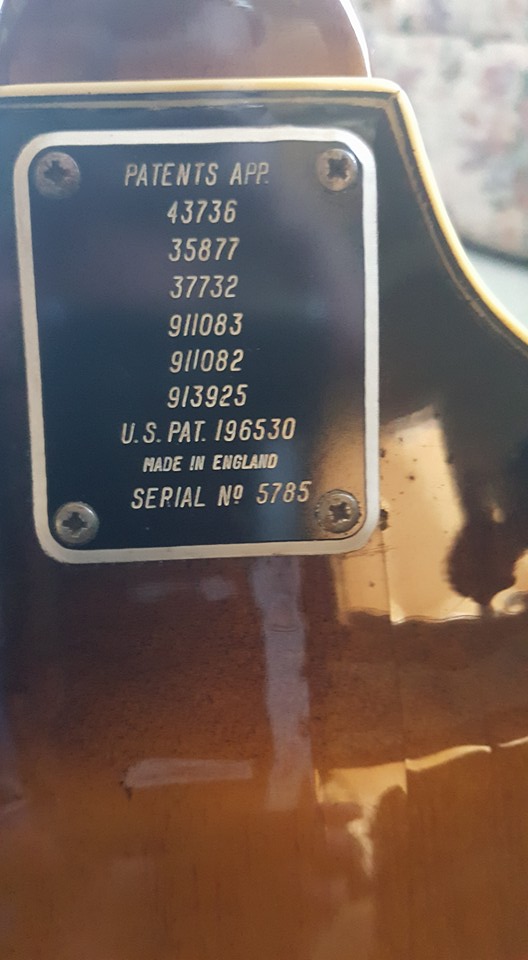 PATENTS APP.
43736
35877
37732
911083
911082
913925
U.S. PAT. 196530
MADE IN ENGLAND
SERIAL Nº 5785